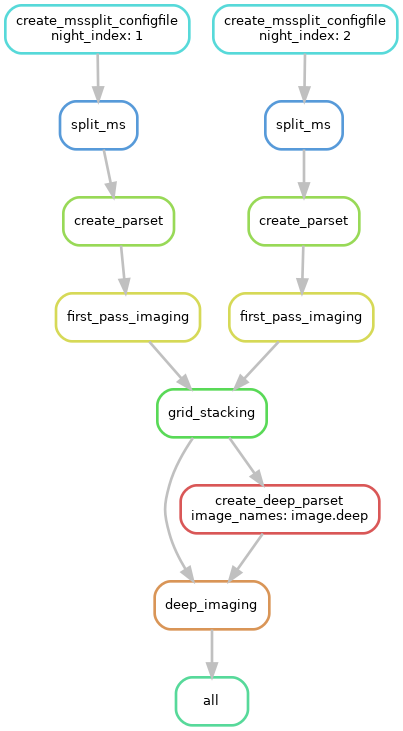 create_mssplit_configfile
night_index: 1
create_mssplit_configfile
night_index: 2
split_ms
split_ms
create_parset
create_parset
first_pass_imaging
first_pass_imaging
grid_stacking
create_deep_parset
image_names: image.deep
deep_imaging
all